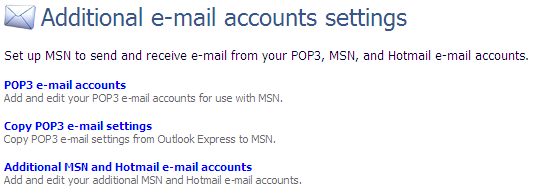 Additional e-mail accounts settings
Set up MSN to send and receive e-mail from your POP3, MSN, and Hotmail e-mail accounts.
POP3 e-mail accounts
Add and edit your POP3 e-mail accounts for use with MSN.
Copy POP3 e-mail settings
Copy POP3 e-mail settings from Outlook Express to MSN.
Additional MSN and Hotmail e-mail accounts
Add and edit your additional MSN and Hotmail e-mail accounts.